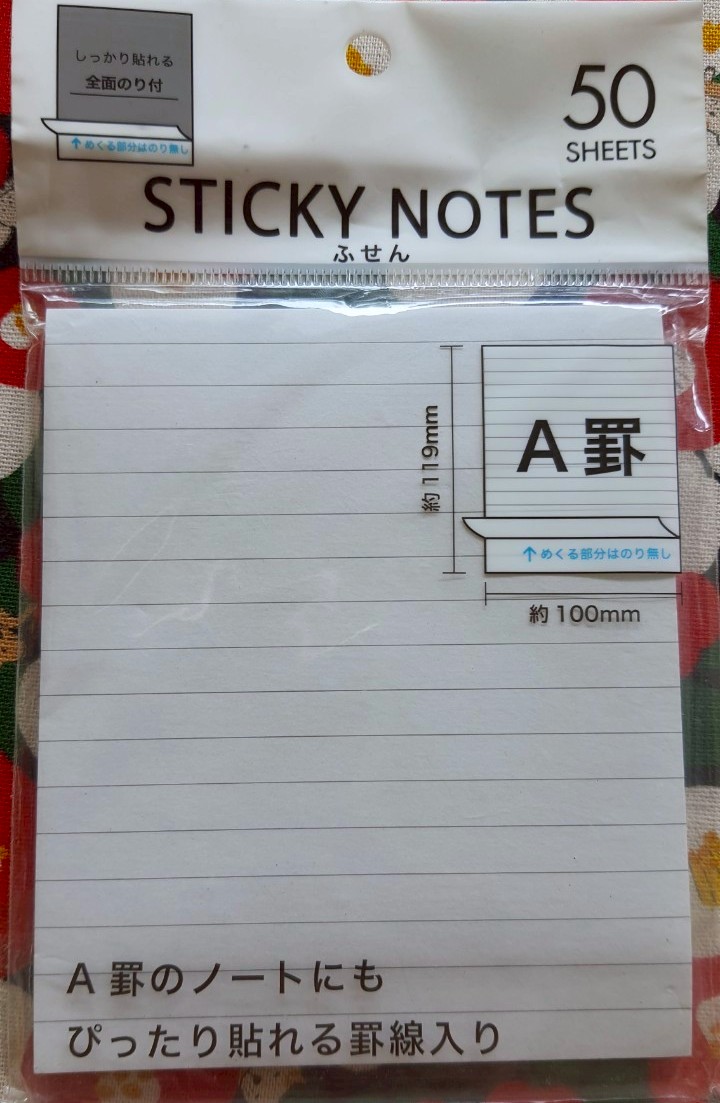 しっかり貼れる
全面のり付
↑めくる部分はのり無し
50
SHEETS
STICKY NOTES
ふせん
約119mm
A罫
↑めくる部分はのり無し
約100mm
A 罫のノートにも
ぴったり貼れる罫線入り